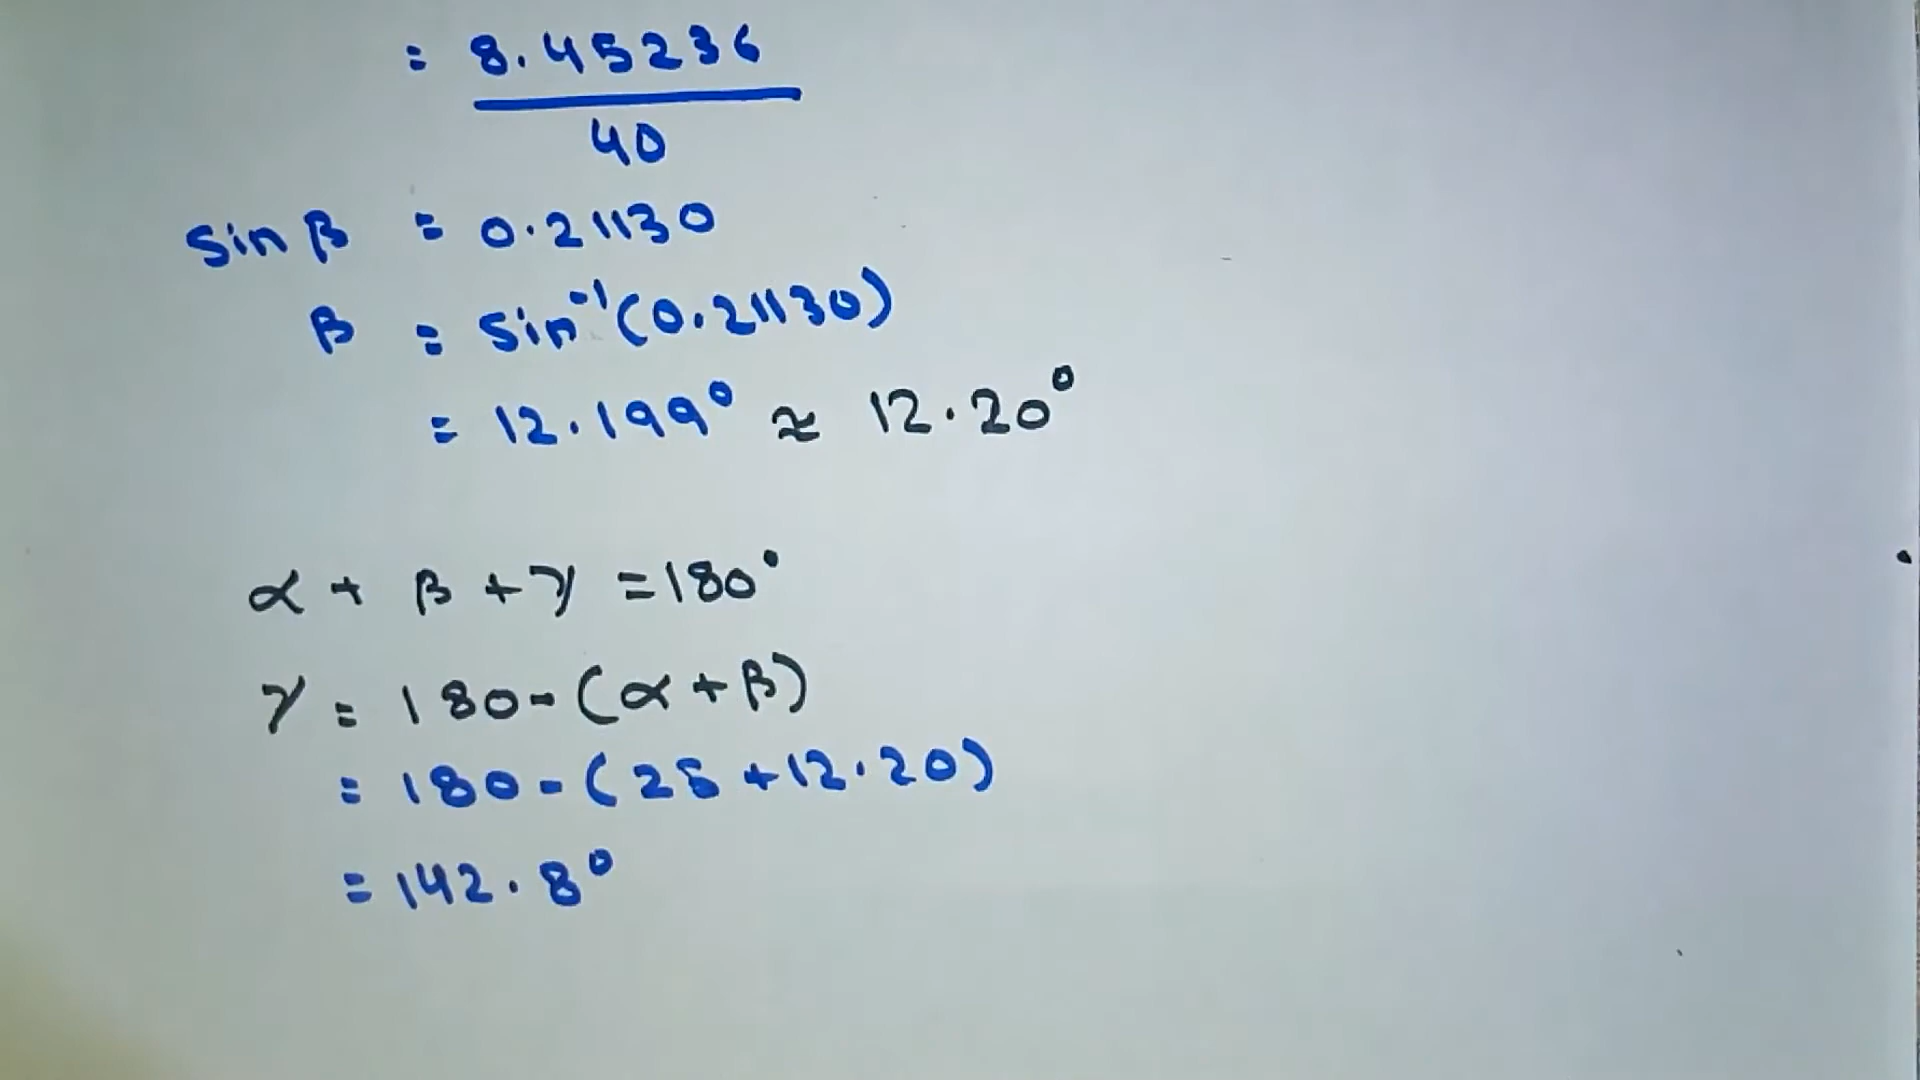 = 8.45236
40
sin β = 0.21130
β = sin⁻¹(0.21130)
= 12.199° ≈ 12.20°
α + β + γ = 180°
γ = 180 - (α + β)
= 180 - (25 + 12.20)
= 142.8°